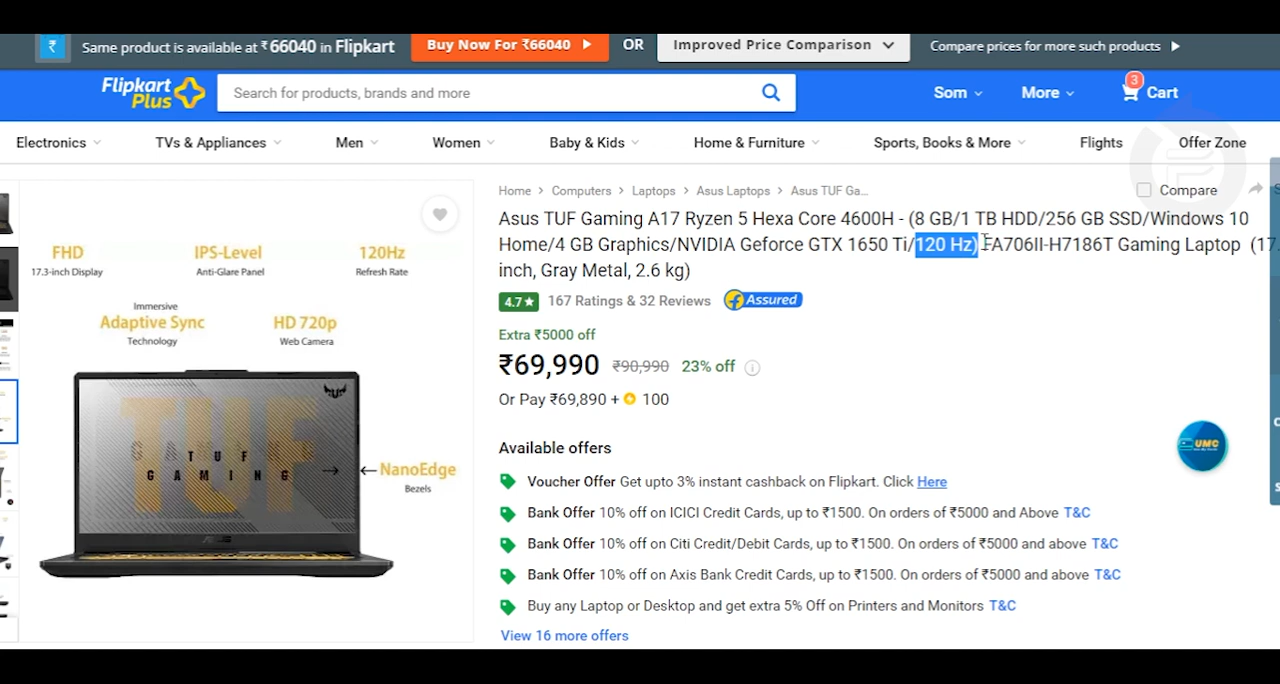 Same product is available at ₹ 66040 in Flipkart
Buy Now For ₹66040
OR
Improved Price Comparison
Compare prices for more such products
Flipkart
Plus
Search for products, brands and more
Som
More
3
Cart
Electronics
TVs & Appliances
Men
Women
Baby & Kids
Home & Furniture
Sports, Books & More
Flights
Offer Zone
Home > Computers > Laptops > Asus Laptops > Asus TUF Ga...
Compare
Asus TUF Gaming A17 Ryzen 5 Hexa Core 4600H - (8 GB/1 TB HDD/256 GB SSD/Windows 10
Home/4 GB Graphics/NVIDIA Geforce GTX 1650 Ti/120 Hz) FA706II-H7186T Gaming Laptop (17.
inch, Gray Metal, 2.6 kg)
4.7★ 167 Ratings & 32 Reviews Assured
Extra ₹5000 off
₹69,990 ₹90,990 23% off
Or Pay ₹69,890 + 100
Available offers
Voucher Offer Get upto 3% instant cashback on Flipkart. Click Here
Bank Offer 10% off on ICICI Credit Cards, up to ₹1500. On orders of ₹5000 and Above T&C
Bank Offer 10% off on Citi Credit/Debit Cards, up to ₹1500. On orders of ₹5000 and above T&C
Bank Offer 10% off on Axis Bank Credit Cards, up to ₹1500. On orders of ₹5000 and above T&C
Buy any Laptop or Desktop and get extra 5% Off on Printers and Monitors T&C
View 16 more offers
FHD
17.3-inch Display
IPS-Level
Anti-Glare Panel
120Hz
Refresh Rate
Immersive
Adaptive Sync
Technology
HD 720p
Web Camera
TUF
TUF
GAMING
NanoEdge
Bezels
UMC